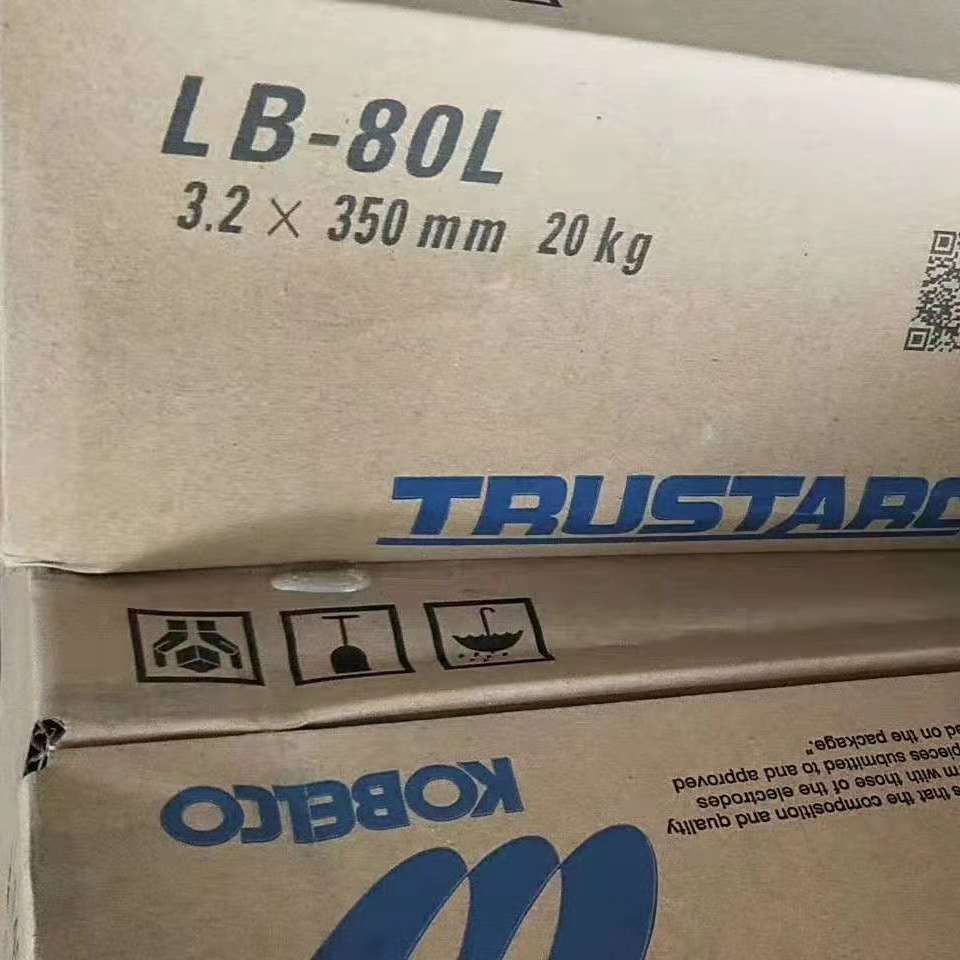 LB-80L
3.2 × 350 mm 20 kg
TRUSTARC
KOBELCO
s that the composition and quality
m with those of the electrodes
pieces submitted to and approved
ed on the package."